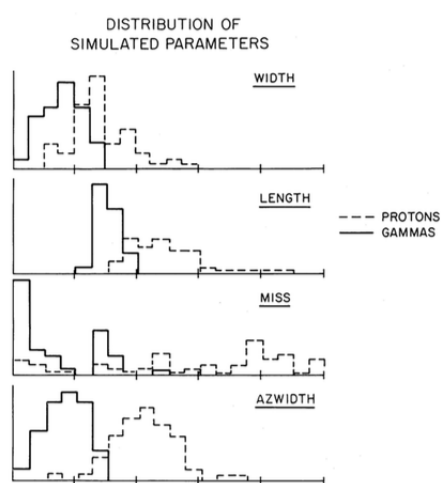 DISTRIBUTION OF
SIMULATED PARAMETERS
WIDTH
LENGTH
PROTONS
GAMMAS
MISS
AZWIDTH